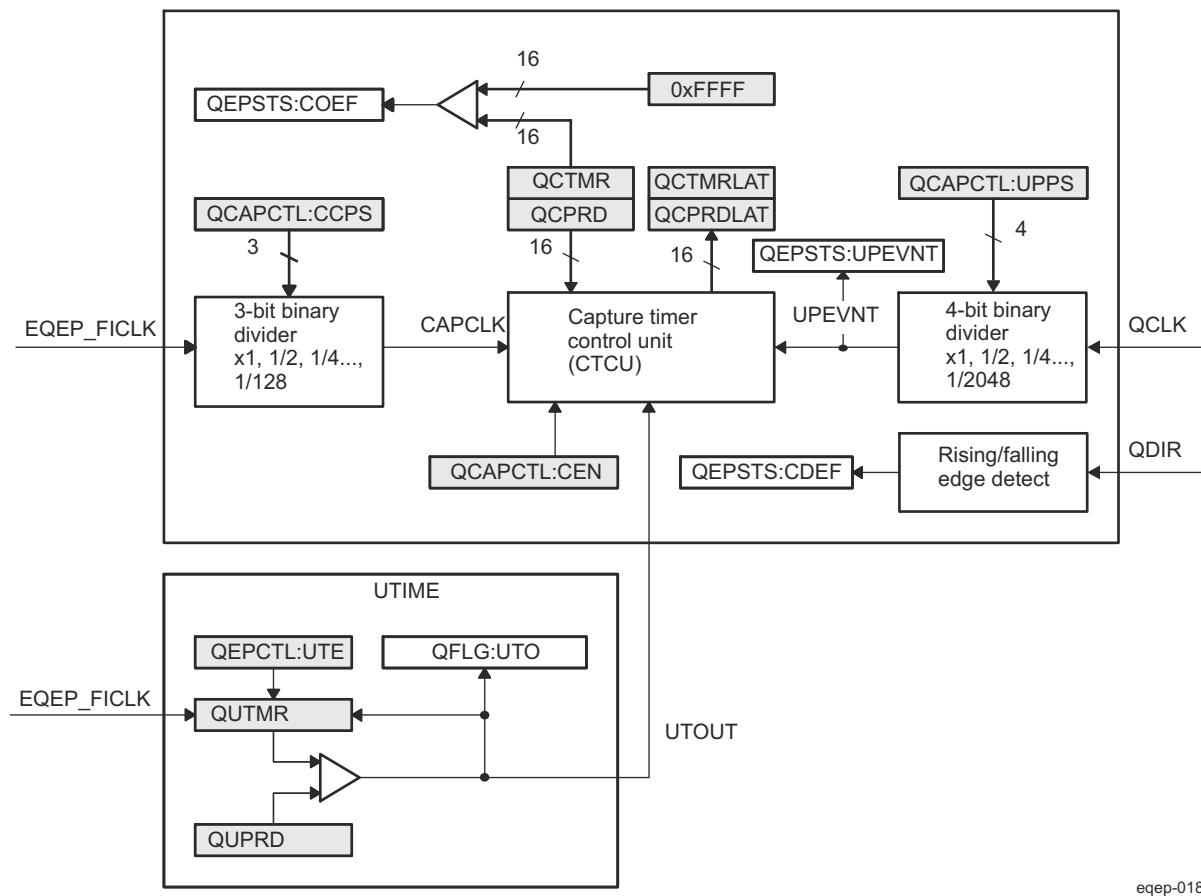 16
QEPSTS:COEF
0xFFFF
16
QCTMR
QCTMRLAT
QCAPCTL:UPPS
QCAPCTL:CCPS
QCPRD
QCPRDLAT
3
16
16
QEPSTS:UPEVNT
4
EQEP_FICLK
3-bit binary
divider
x1, 1/2, 1/4...,
1/128
CAPCLK
Capture timer
control unit
(CTCU)
UPEVNT
4-bit binary
divider
x1, 1/2, 1/4...,
1/2048
QCLK
QCAPCTL:CEN
QEPSTS:CDEF
Rising/falling
edge detect
QDIR
UTIME
QEPCTL:UTE
QFLG:UTO
EQEP_FICLK
QUTMR
UTOUT
QUPRD
eqep-018